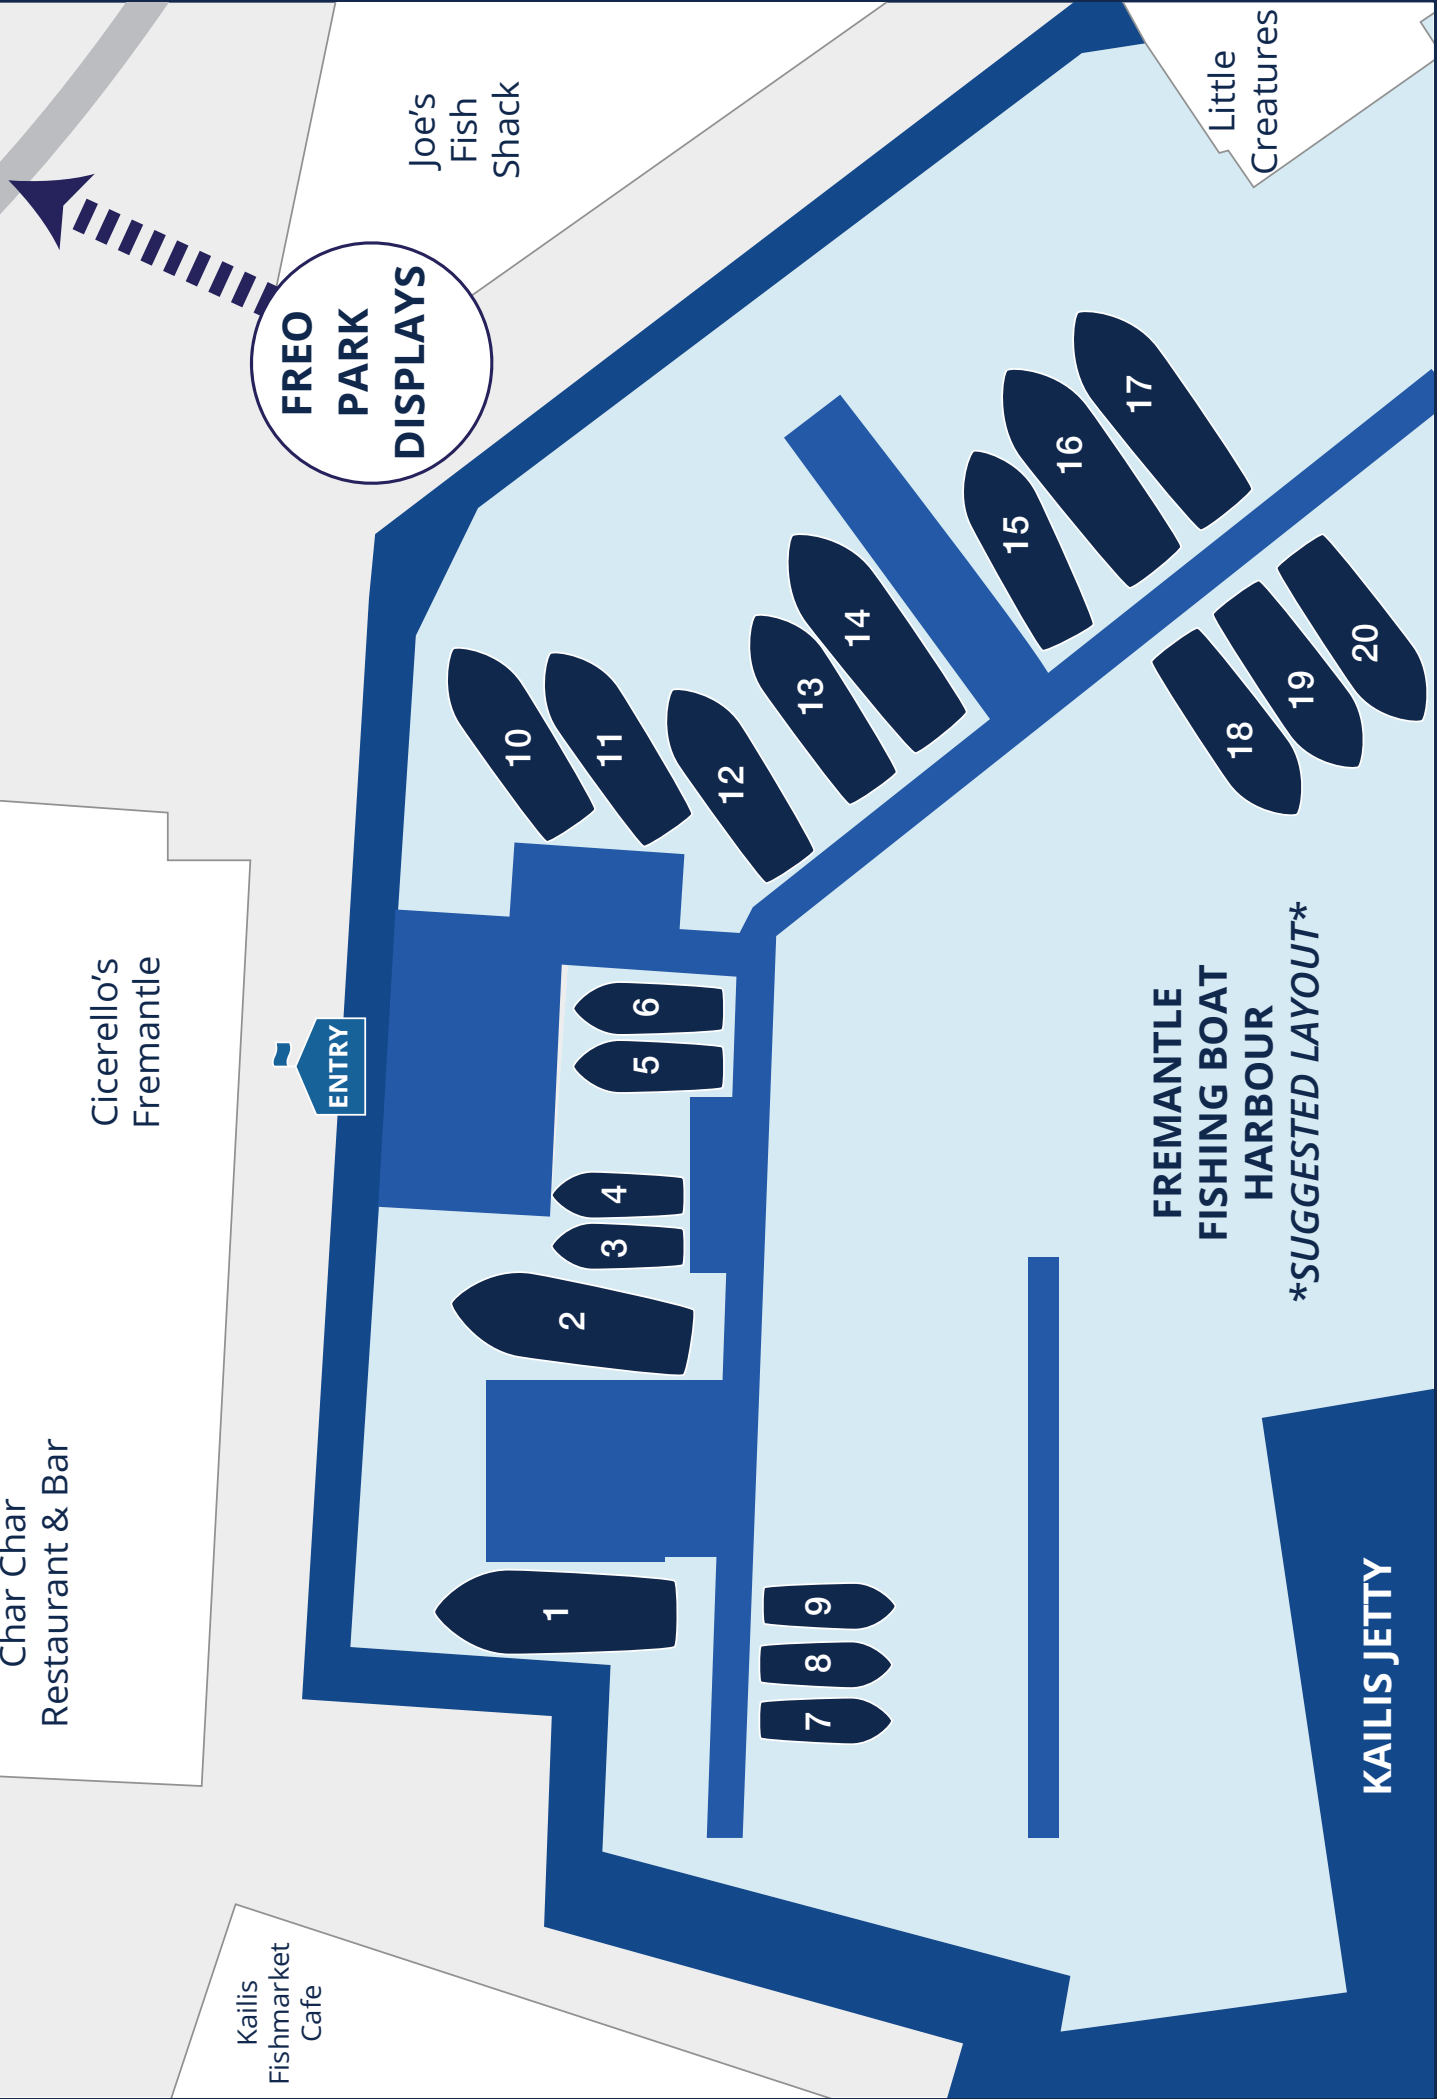 Char Char
Restaurant & Bar
Cicerello’s
Fremantle
Joe’s
Fish
Shack
Little
Creatures
Kailis
Fishmarket
Cafe
FREO
PARK
DISPLAYS
ENTRY
1
2
3
4
5
6
7
8
9
10
11
12
13
14
15
16
17
18
19
20
FREMANTLE
FISHING BOAT
HARBOUR
*SUGGESTED LAYOUT*
KAILIS JETTY